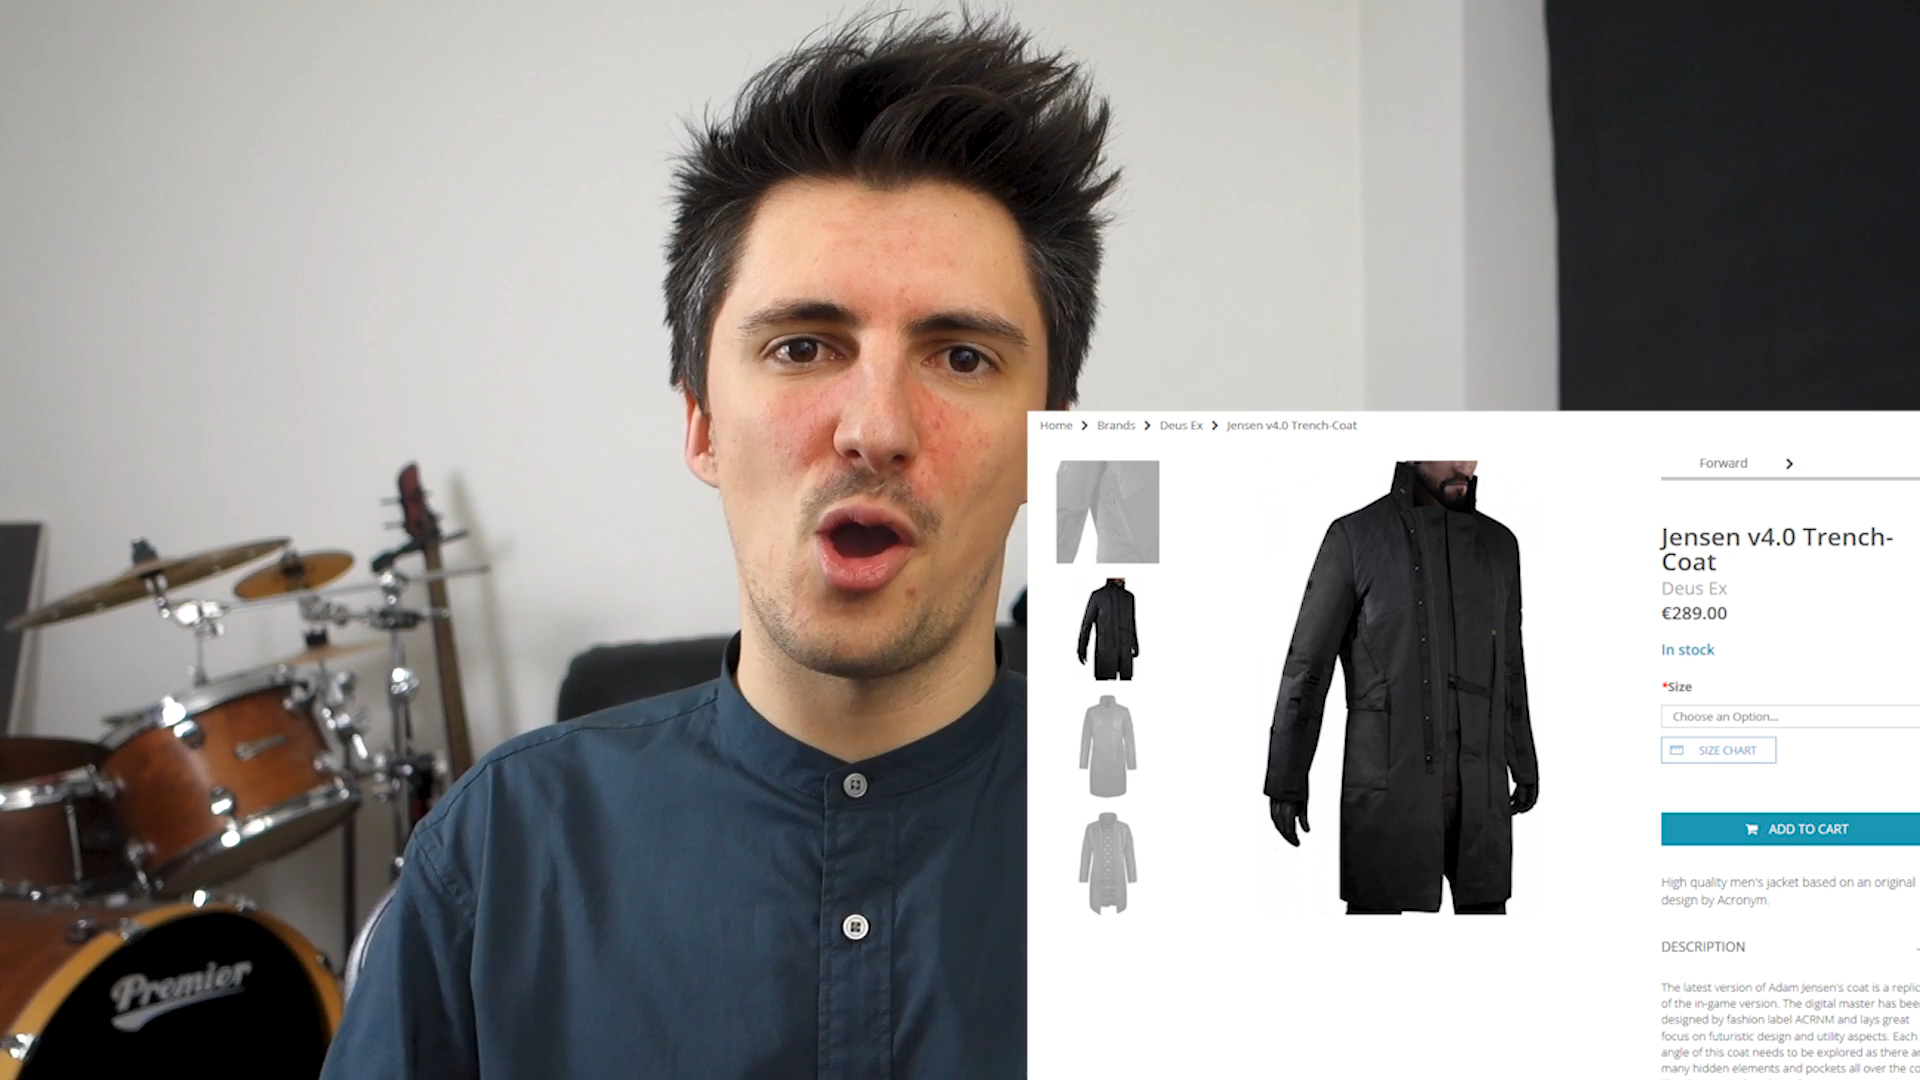 Home > Brands > Deus Ex > Jensen v4.0 Trench-Coat
Forward >
Jensen v4.0 Trench-
Coat
Deus Ex
€289.00
In stock
*Size
Choose an Option...
SIZE CHART
ADD TO CART
High quality men's jacket based on an original
design by Acronym.
DESCRIPTION
The latest version of Adam Jensen's coat is a
of the in-game version. The digital master has
designed by fashion label ACRNM and lays great
focus on futuristic design and utility aspects. Each
angle of this coat needs to be explored as there
many hidden elements and pockets all over the
Premier